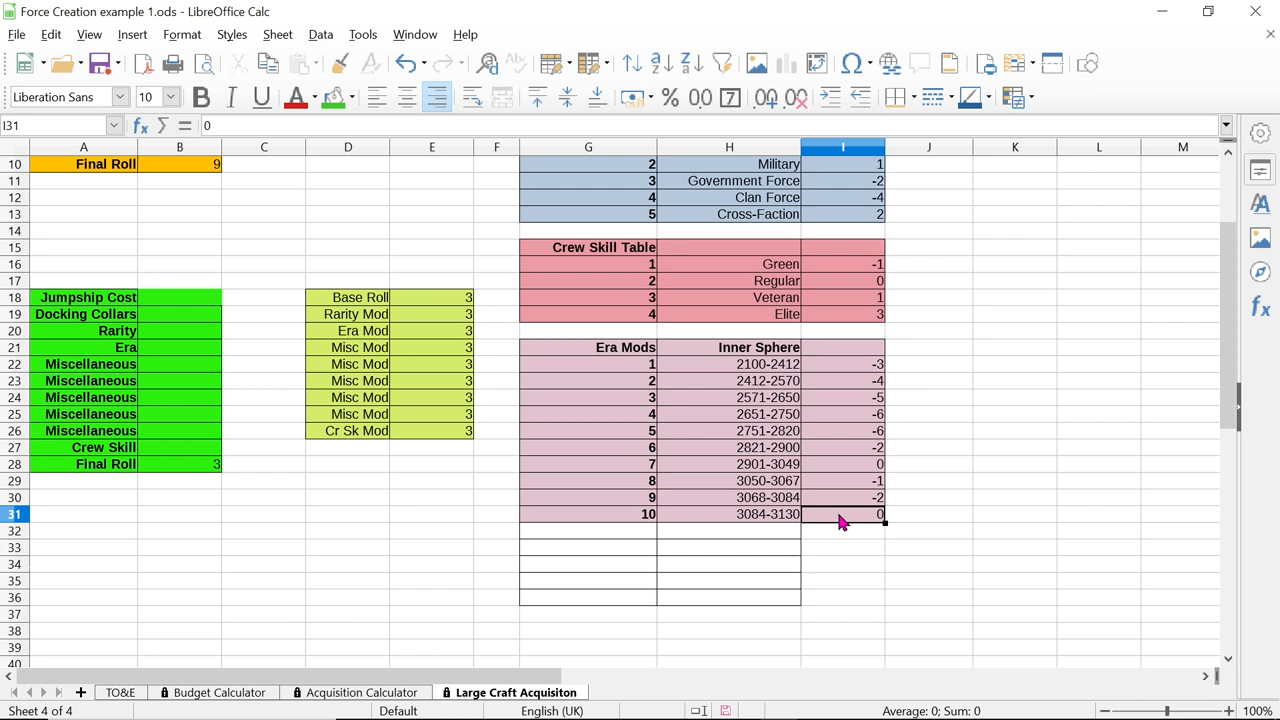 Force Creation example 1.ods - LibreOffice Calc
File Edit View Insert Format Styles Sheet Data Tools Window Help
Liberation Sans 10
I31 0
A B C D E F G H I J K L M
10 Final Roll 9 2 Military 1
11 3 Government Force -2
12 4 Clan Force -4
13 5 Cross-Faction 2
14
15 Crew Skill Table
16 1 Green -1
17 2 Regular 0
18 Jumpship Cost Base Roll 3 3 Veteran 1
19 Docking Collars Rarity Mod 3 4 Elite 3
20 Rarity Era Mod 3
21 Era Misc Mod 3 Era Mods Inner Sphere
22 Miscellaneous Misc Mod 3 1 2100-2412 -3
23 Miscellaneous Misc Mod 3 2 2412-2570 -4
24 Miscellaneous Misc Mod 3 3 2571-2650 -5
25 Miscellaneous Misc Mod 3 4 2651-2750 -6
26 Miscellaneous Cr Sk Mod 3 5 2751-2820 -6
27 Crew Skill 6 2821-2900 -2
28 Final Roll 3 7 2901-3049 0
29 8 3050-3067 -1
30 9 3068-3084 -2
31 10 3084-3130 0
32
33
34
35
36
37
38
39
40
TO&E Budget Calculator Acquisition Calculator Large Craft Acquisiton
Sheet 4 of 4 Default English (UK) Average: 0; Sum: 0 100%